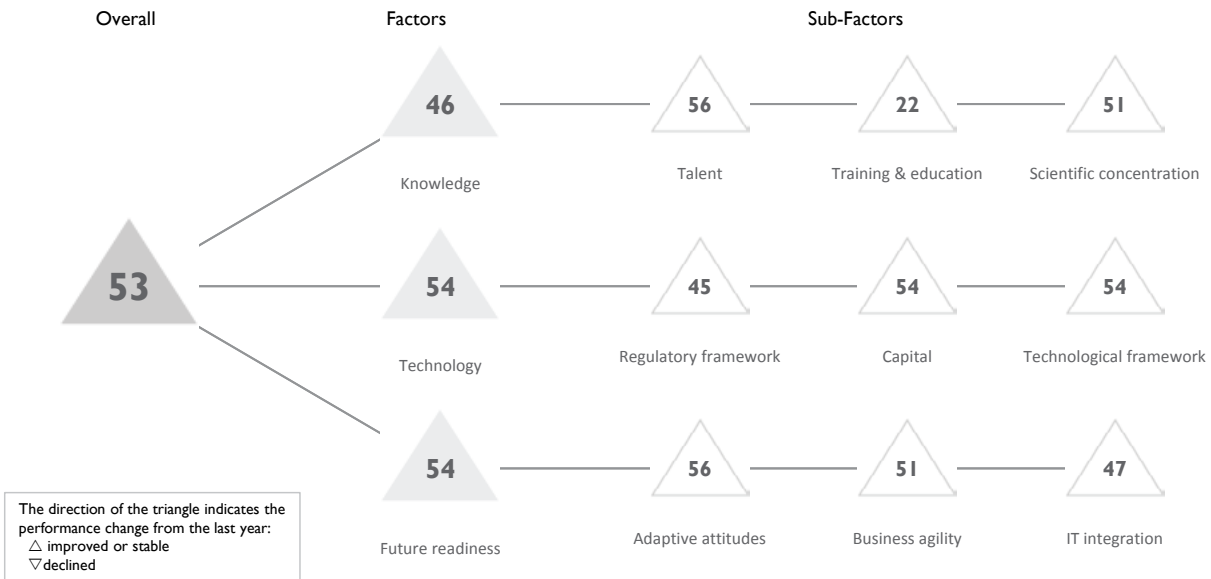 Overall Factors Sub-Factors
46 56 22 51
Knowledge Talent Training & education Scientific concentration
53 54 45 54 54
Technology Regulatory framework Capital Technological framework
54 56 51 47
Future readiness Adaptive attitudes Business agility IT integration
The direction of the triangle indicates the
performance change from the last year:
△ improved or stable
▽declined